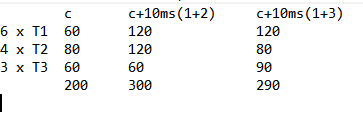 c c+10ms(1+2) c+10ms(1+3)
6 x T1 60 120 120
4 x T2 80 120 80
3 x T3 60 60 90
200 300 290